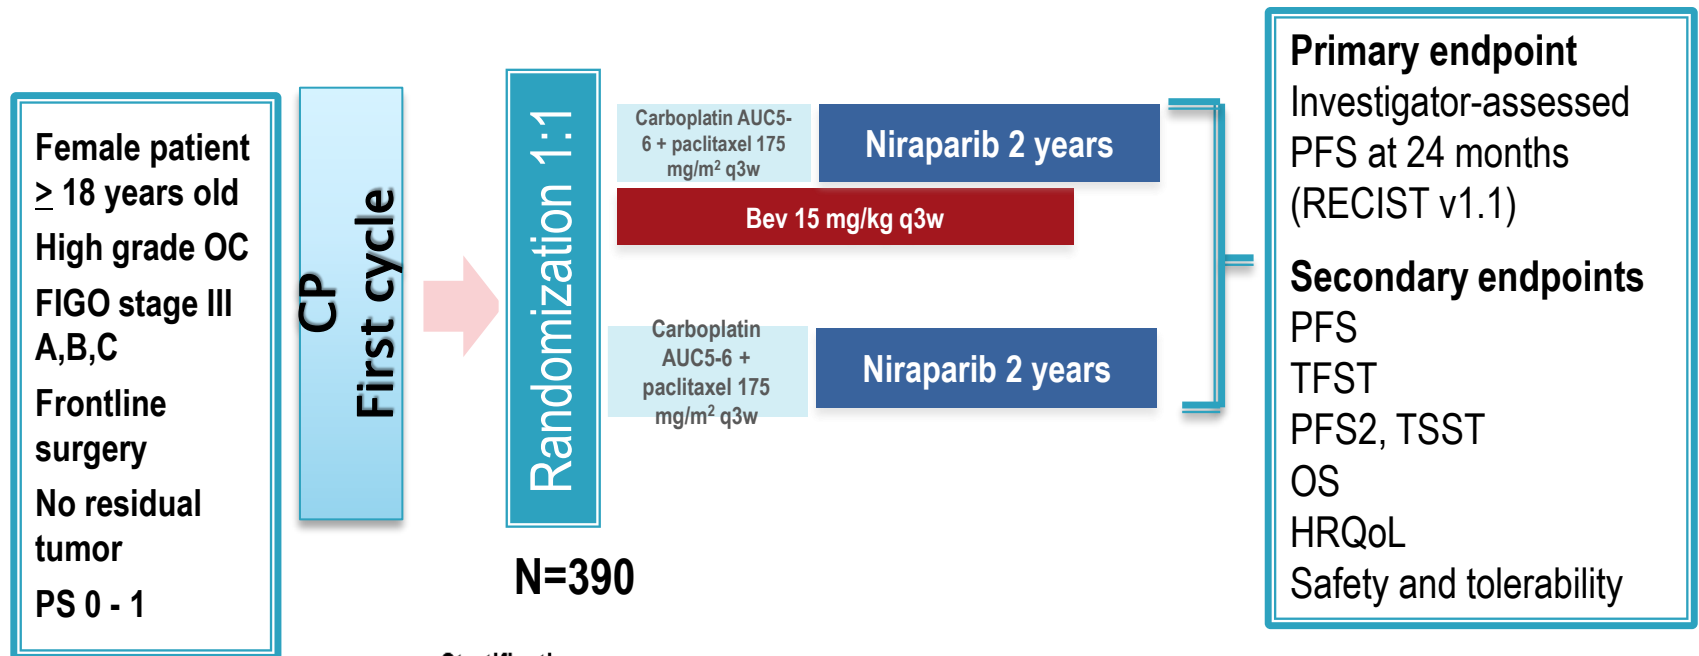 Female patient
≥ 18 years old
High grade OC
FIGO stage III
A,B,C
Frontline
surgery
No residual
tumor
PS 0 - 1
CP
First cycle
Randomization 1:1
N=390
Carboplatin AUC5-
6 + paclitaxel 175
mg/m² q3w
Niraparib 2 years
Bev 15 mg/kg q3w
Carboplatin
AUC5-6 +
paclitaxel 175
mg/m² q3w
Niraparib 2 years
Primary endpoint
Investigator-assessed
PFS at 24 months
(RECIST v1.1)
Secondary endpoints
PFS
TFST
PFS2, TSST
OS
HRQoL
Safety and tolerability